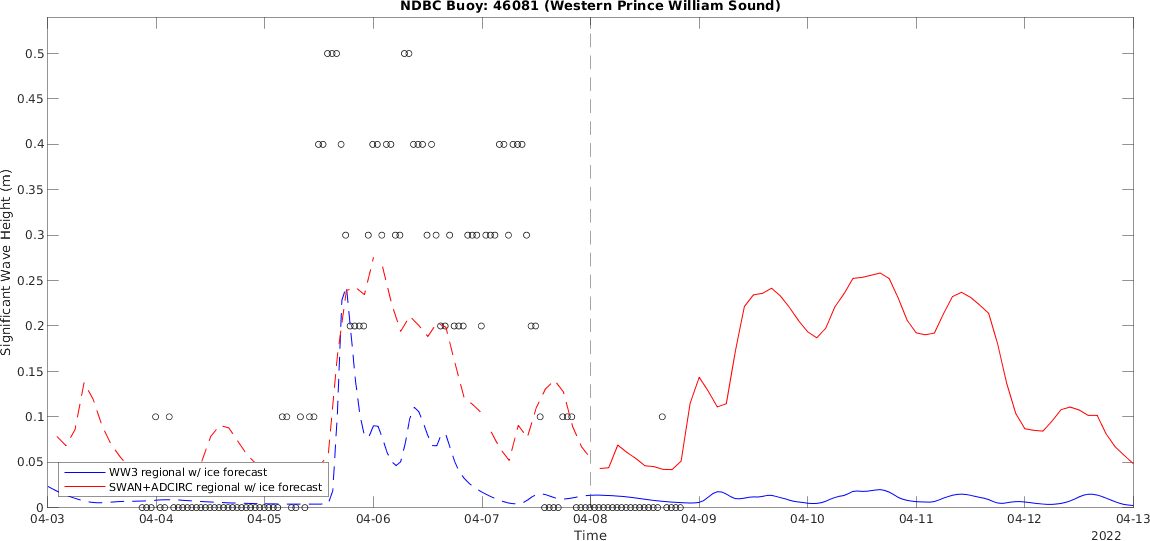 NDBC Buoy: 46081 (Western Prince William Sound)
Significant Wave Height (m)
0.5
0.45
0.4
0.35
0.3
0.25
0.2
0.15
0.1
0.05
0
WW3 regional w/ ice forecast
SWAN+ADCIRC regional w/ ice forecast
04-03 04-04 04-05 04-06 04-07 04-08 04-09 04-10 04-11 04-12 04-13
Time
2022